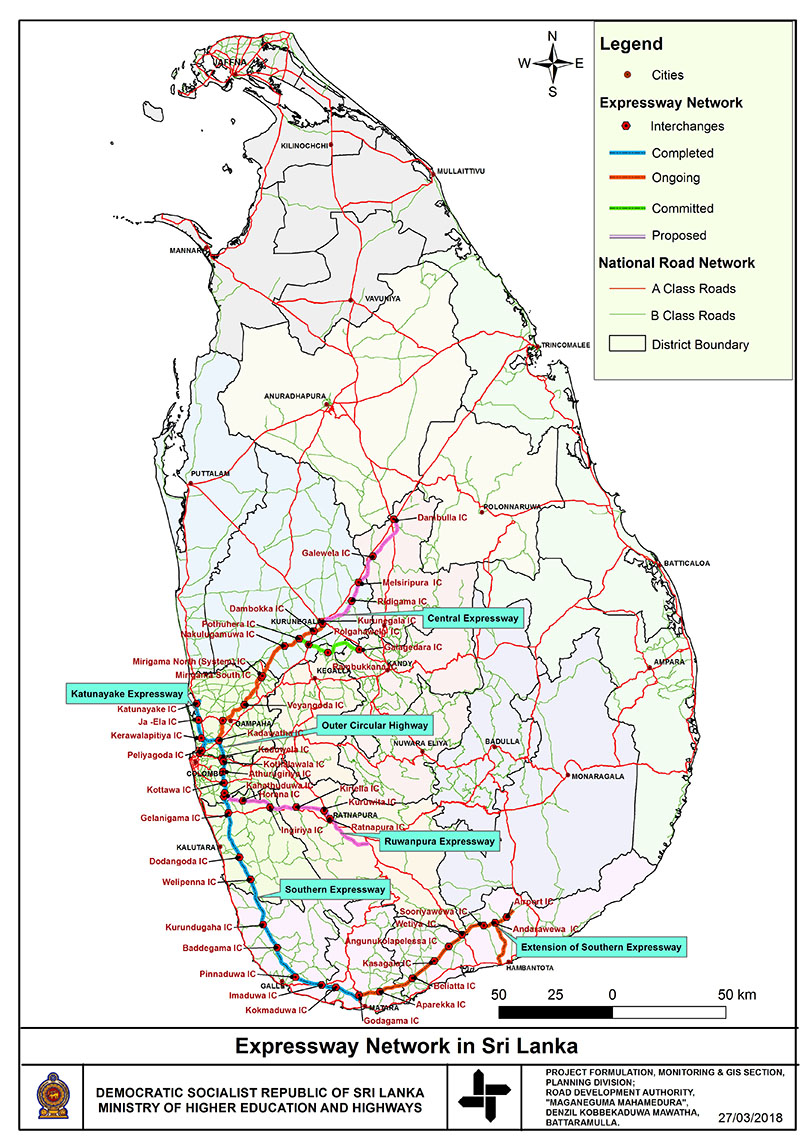 N
W E
S
Legend
Cities
Expressway Network
Interchanges
Completed
Ongoing
Committed
Proposed
National Road Network
A Class Roads
B Class Roads
District Boundary
JAFFNA
KILINOCHCHI
MULLAITTIVU
MANNAR
VAVUNIYA
TRINCOMALEE
ANURADHAPURA
PUTTALAM
POLONNARUWA
Dambulla IC
Galewela IC
BATTICALOA
Melsiripura IC
Ridigama IC
Dambokka IC
KURUNEGALA
Kurunegala IC
Central Expressway
Pothuhera IC
Polgahawela IC
Nakulugamuwa IC
Galagedara IC
Mirigama North (System) IC
Rambukkana IC
KANDY
AMPARA
Mirigama South IC
KEGALLA
Katunayake Expressway
Katunayake IC
Veyangoda IC
Ja -Ela IC
GAMPAHA
Outer Circular Highway
Kerawalapitiya IC
Kadawatha IC
NUWARA ELIYA
BADULLA
Peliyagoda IC
Kaduwela IC
Kothalawala IC
COLOMBO
Athurugiriya IC
MONARAGALA
Kottawa IC
Kahathuduwa IC
Kiriella IC
Horana IC
Kuruwita IC
Gelanigama IC
RATNAPURA
Ingiriya IC
Ratnapura IC
Ruwanpura Expressway
KALUTARA
Dodangoda IC
Welipenna IC
Southern Expressway
Airport IC
Sooriyawewa IC
Kurundugaha IC
Wetiya IC
Andarawewa IC
Baddegama IC
Angunukolapelessa IC
Extension of Southern Expressway
Kasagala IC
HAMBANTOTA
Pinnaduwa IC
GALLE
Beliatta IC
Imaduwa IC
Aparekka IC
Kokmaduwa IC
MATARA
Godagama IC
50 25 0 50 km
Expressway Network in Sri Lanka
DEMOCRATIC SOCIALIST REPUBLIC OF SRI LANKA
MINISTRY OF HIGHER EDUCATION AND HIGHWAYS
PROJECT FORMULATION, MONITORING & GIS SECTION,
PLANNING DIVISION;
ROAD DEVELOPMENT AUTHORITY,
"MAGANEGUMA MAHAMEDURA",
DENZIL KOBBEKADUWA MAWATHA,
BATTARAMULLA.
27/03/2018